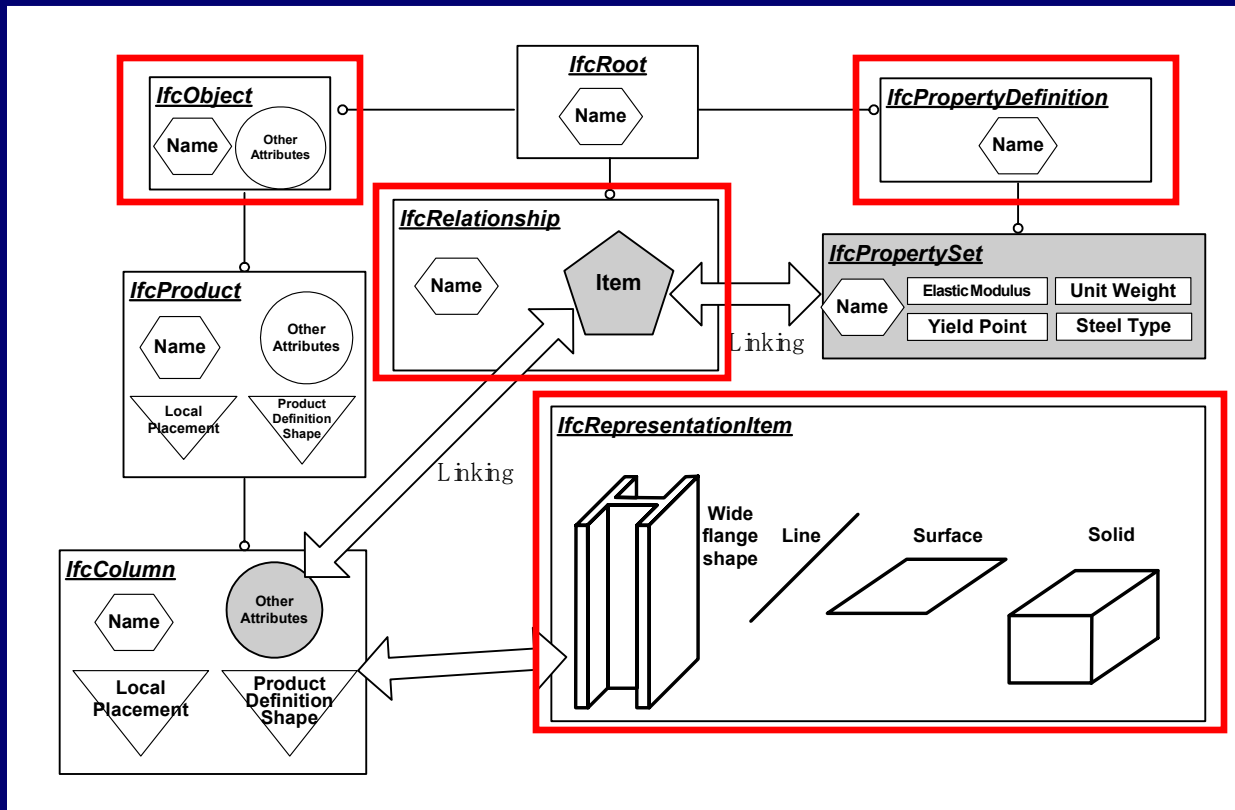 IfcRoot
Name
IfcObject
Name
Other
Attributes
IfcPropertyDefinition
Name
IfcRelationship
Name
Item
IfcPropertySet
Name
Elastic Modulus
Unit Weight
Yield Point
Steel Type
Linking
IfcProduct
Name
Other
Attributes
Local
Placement
Product
Definition
Shape
Linking
IfcRepresentationItem
Wide
flange
shape
Line
Surface
Solid
IfcColumn
Name
Other
Attributes
Local
Placement
Product
Definition
Shape